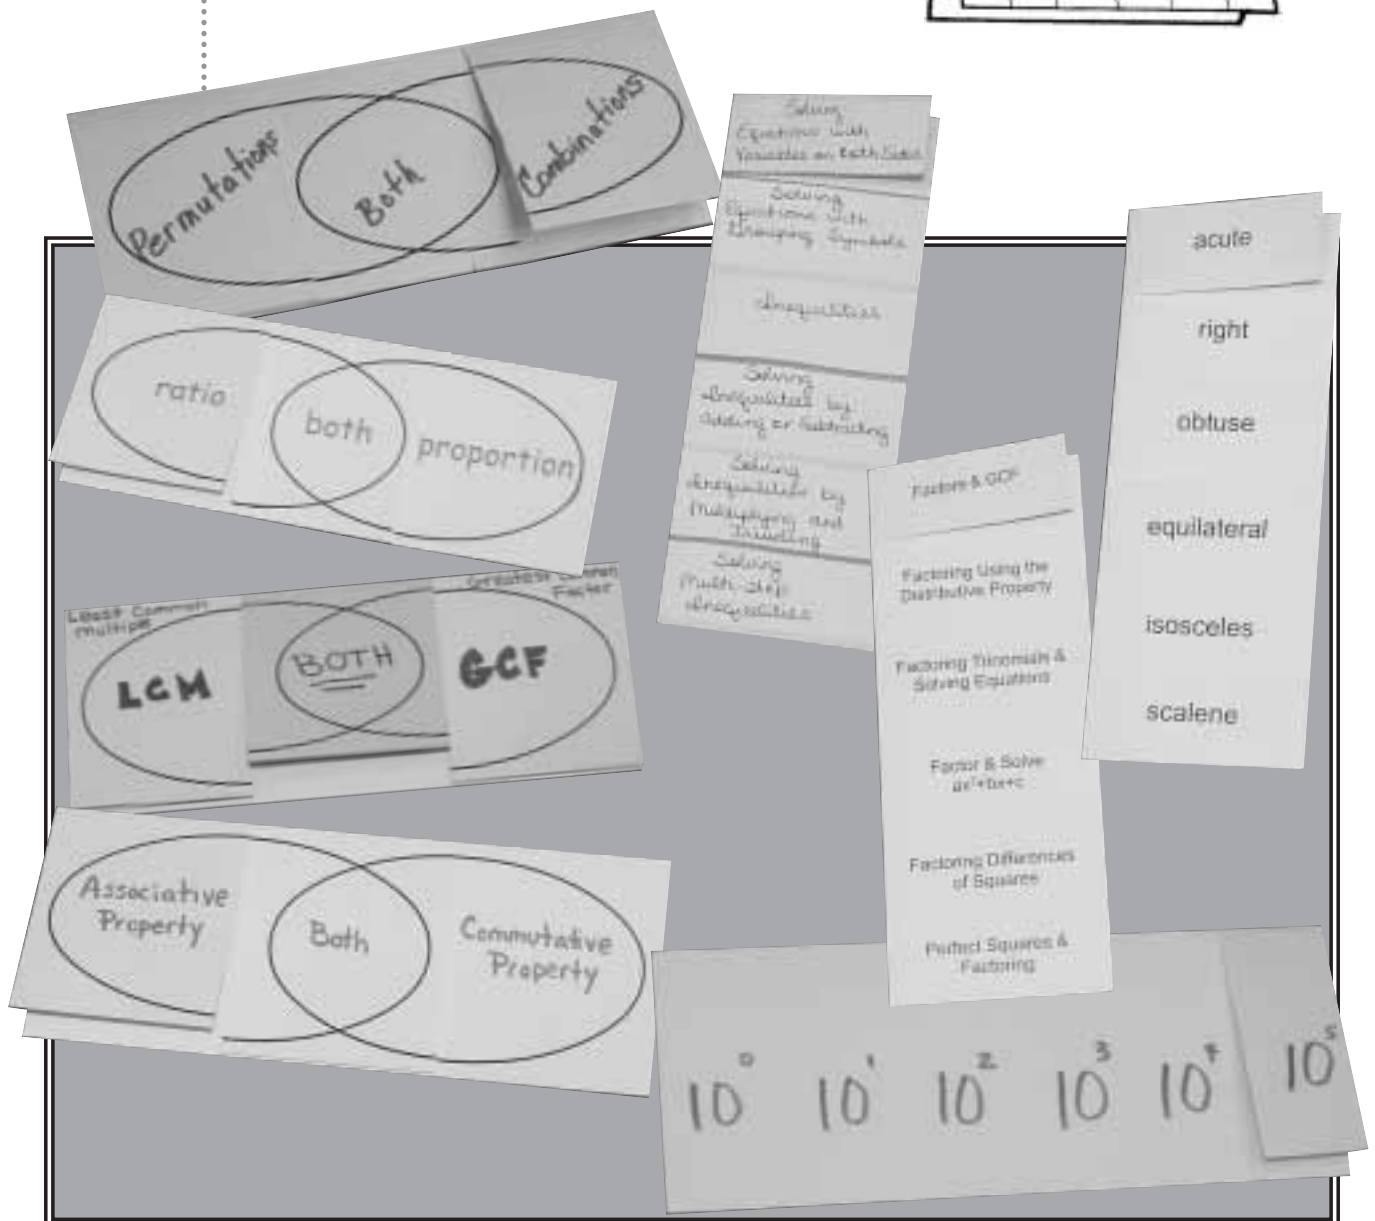 Permutations
Both
Combinations
ratio
both
proportion
Least Common
Multiple
LCM
BOTH
Greatest Common
Factor
GCF
Associative
Property
Both
Commutative
Property
Solving
Equations with
Variables on Both Sides
Solving
Equations with
Grouping Symbols
Inequalities
Solving
Inequalities by
Adding or Subtracting
Solving
Inequalities by
Multiplying and
Dividing
Solving
Multi-Step
Inequalities
Factors & GCF
Factoring Using the
Distributive Property
Factoring Trinomials &
Solving Equations
Factor & Solve
ax²+bx+c
Factoring Differences
of Squares
Perfect Squares &
Factoring
acute
right
obtuse
equilateral
isosceles
scalene
10⁰ 10¹ 10² 10³ 10⁴ 10⁵